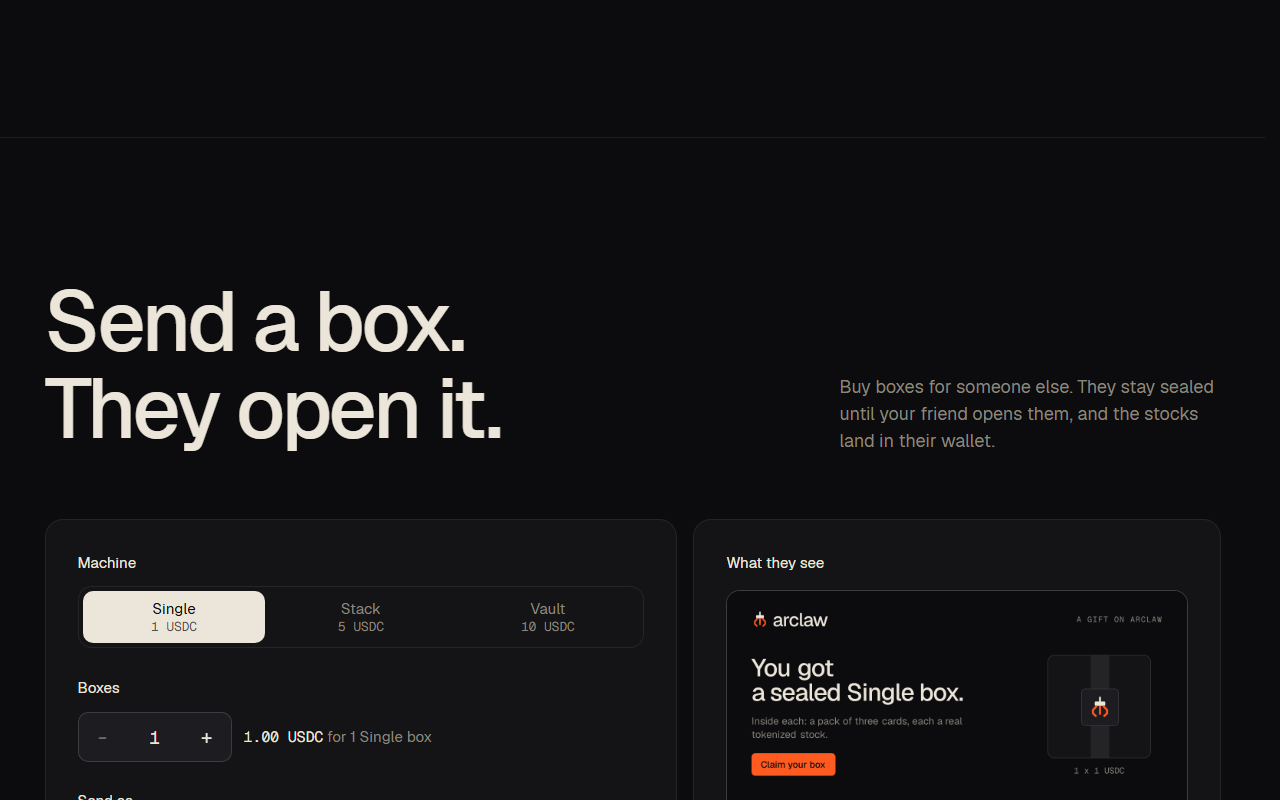 Send a box.
They open it.
Buy boxes for someone else. They stay sealed
until your friend opens them, and the stocks
land in their wallet.
Machine
Single
1 USDC
Stack
5 USDC
Vault
10 USDC
Boxes
− 1 +
1.00 USDC for 1 Single box
Send as
What they see
arclaw
A GIFT ON ARCLAW
You got
a sealed Single box.
Inside each: a pack of three cards, each a real
tokenized stock.
Claim your box
1 x 1 USDC